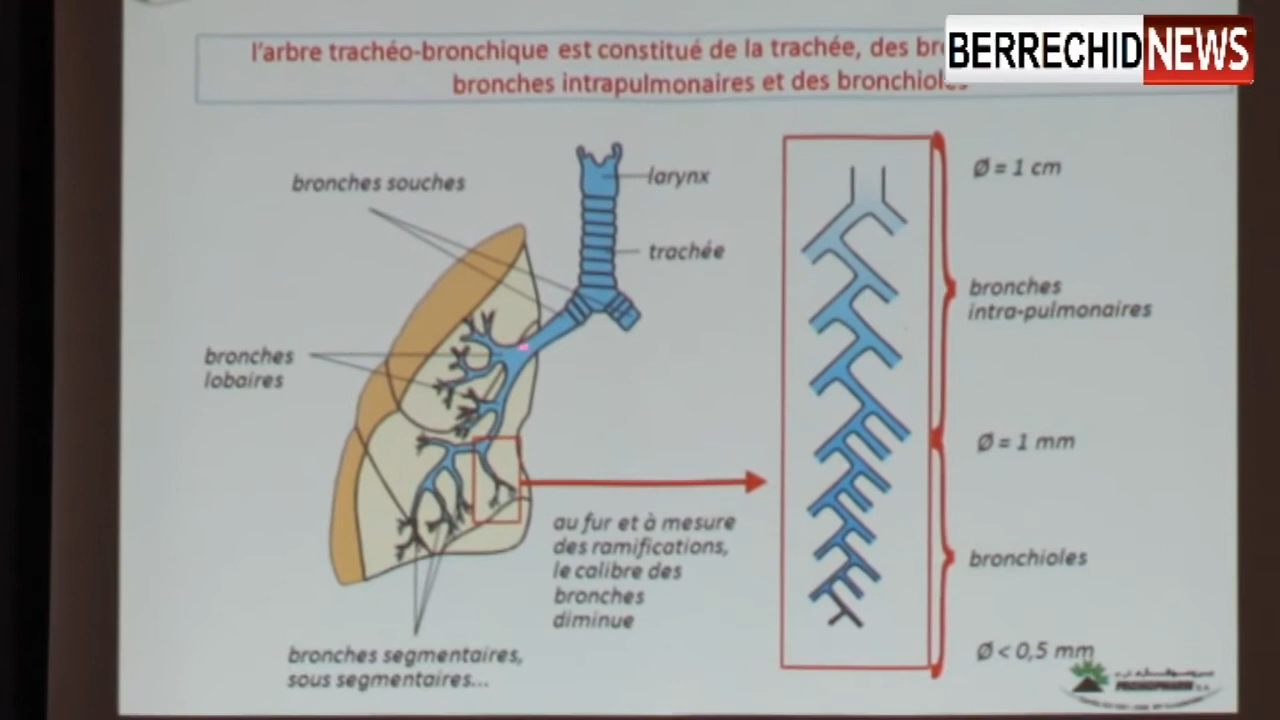 BERRECHIDNEWS
l'arbre trachéo-bronchique est constitué de la trachée, des
bronches intrapulmonaires et des
bronches souches
larynx
trachée
bronches
lobaires
bronches segmentaires,
sous segmentaires...
au fur et à mesure
des ramifications,
le calibre des
bronches
diminue
Ø = 1 cm
bronches
intra-pulmonaires
Ø = 1 mm
bronchioles
Ø < 0,5 mm